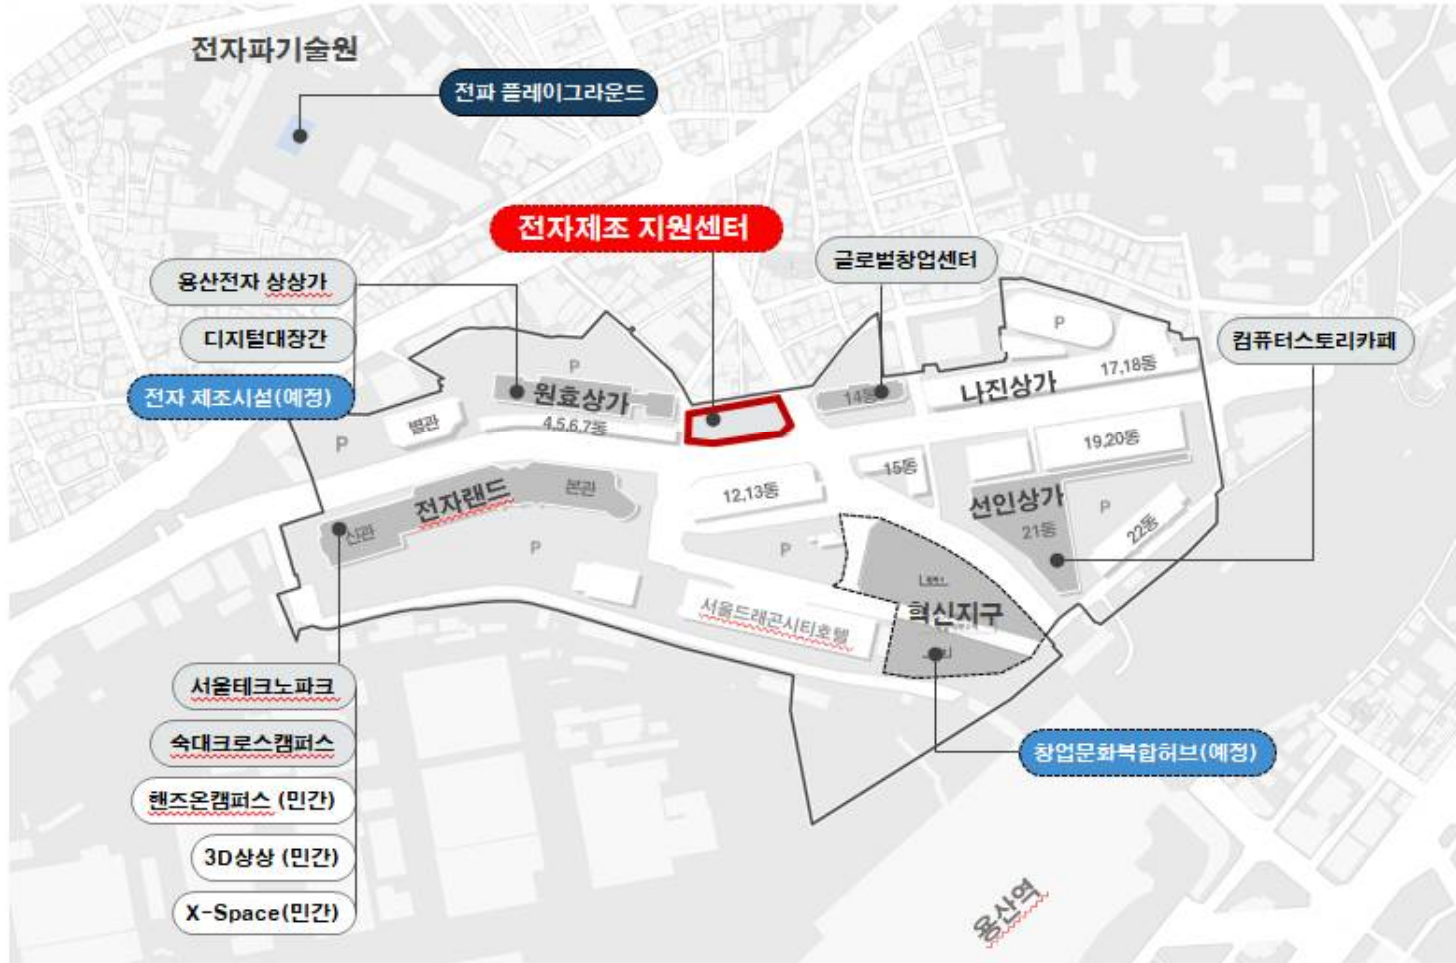 전자파기술원
전파 플레이그라운드
전자제조 지원센터
글로벌창업센터
용산전자 상상가
디지털대장간
전자 제조시설(예정)
컴퓨터스토리카페
P
17,18동
나진상가
P
원효상가
14동
4,5,6,7동
별관
P
19,20동
15동
12,13동
전자랜드
본관
신관
P
P
선인상가
21동
P
22동
혁신지구
서울드래곤시티호텔
서울테크노파크
숙대크로스캠퍼스
핸즈온캠퍼스 (민간)
3D상상 (민간)
X-Space(민간)
창업문화복합허브(예정)
용산역